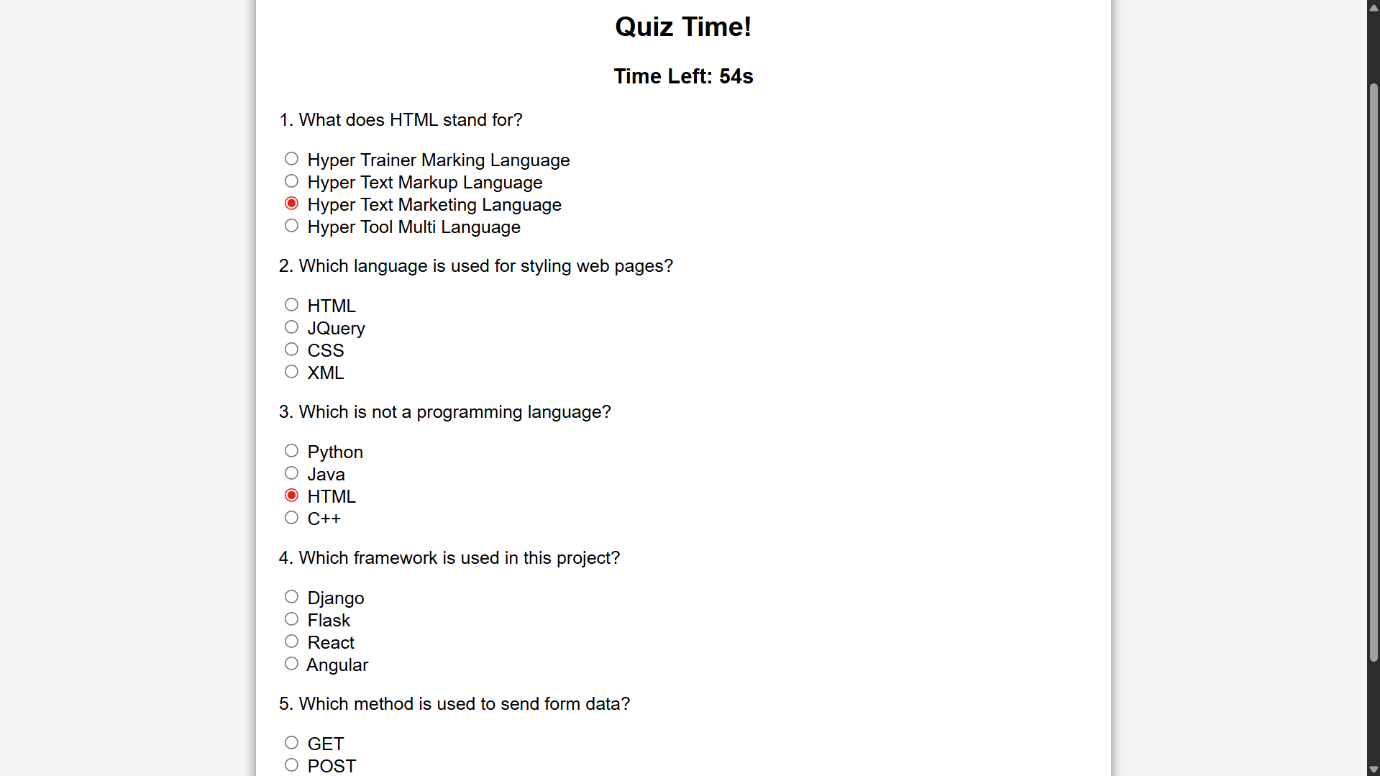 Quiz Time!
Time Left: 54s
1. What does HTML stand for?
Hyper Trainer Marking Language
Hyper Text Markup Language
Hyper Text Marketing Language
Hyper Tool Multi Language
2. Which language is used for styling web pages?
HTML
JQuery
CSS
XML
3. Which is not a programming language?
Python
Java
HTML
C++
4. Which framework is used in this project?
Django
Flask
React
Angular
5. Which method is used to send form data?
GET
POST